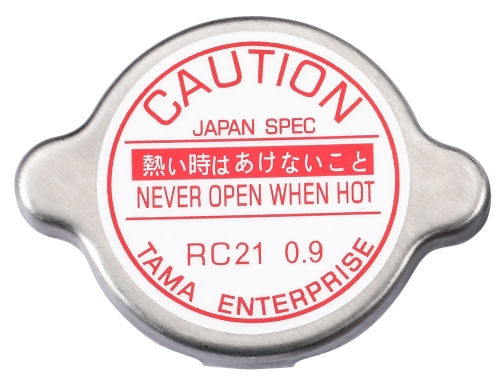 CAUTION
JAPAN SPEC
熱い時はあけないこと
NEVER OPEN WHEN HOT
RC21 0.9
TAMA ENTERPRISE